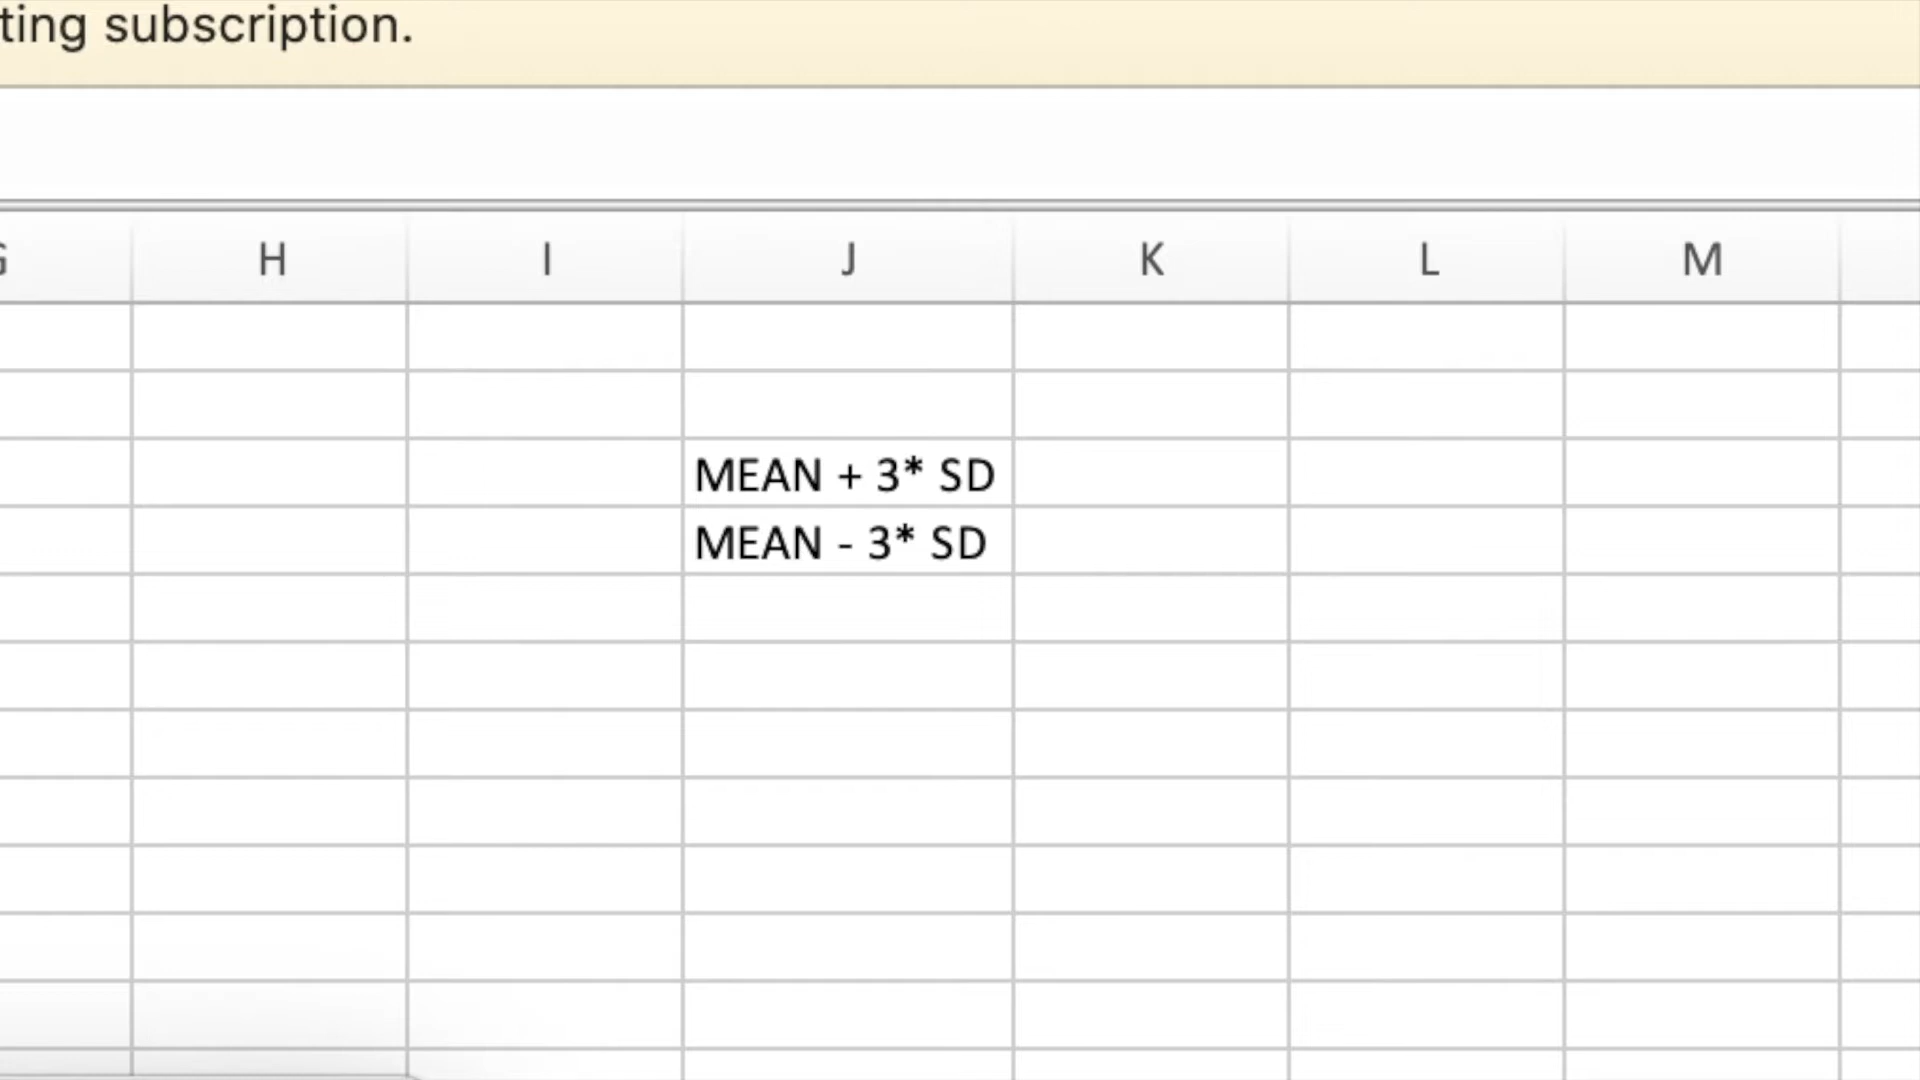 ting subscription.
H I J K L M
MEAN + 3* SD
MEAN - 3* SD